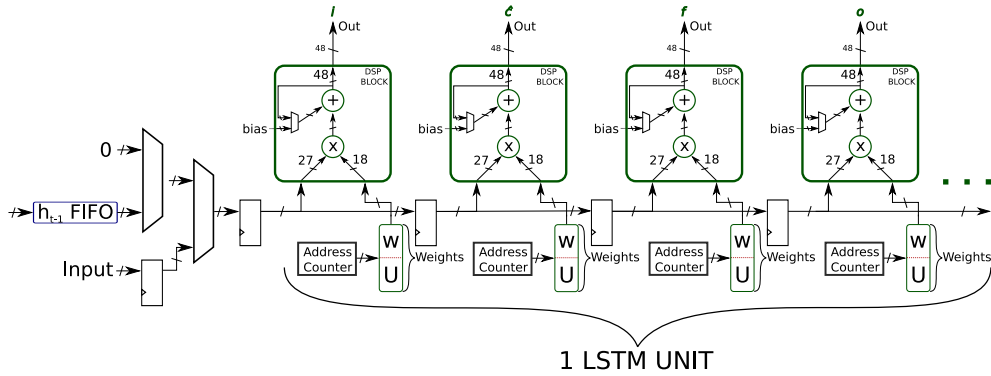 i ĉ f o
Out Out Out Out
48 48 48 48
48 DSP BLOCK 48 DSP BLOCK 48 DSP BLOCK 48 DSP BLOCK
+ + + +
bias bias bias bias
x x x x
0
27 18 27 18 27 18 27 18
. . .
ht-1 FIFO
Input
Address Counter W U Weights Address Counter W U Weights Address Counter W U Weights Address Counter W U Weights
1 LSTM UNIT